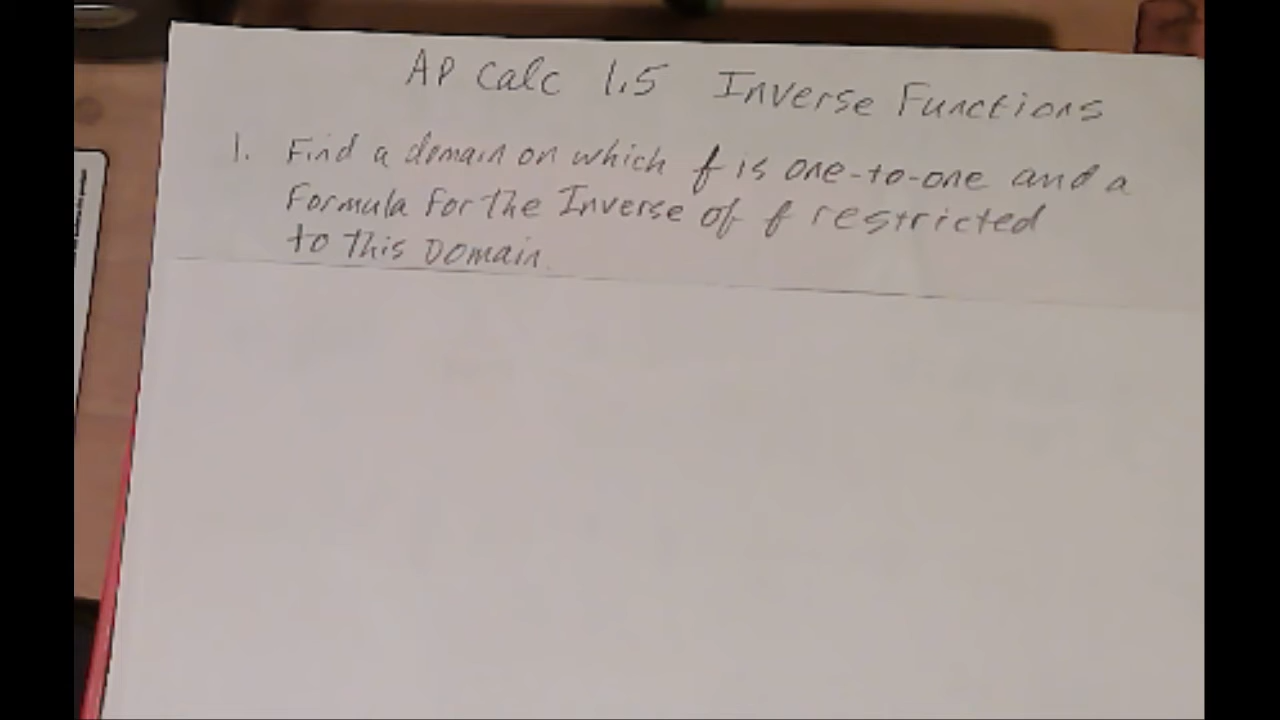 AP Calc 1.5 Inverse Functions
1. Find a domain on which f is one-to-one and a
Formula for the Inverse of f restricted
to this Domain.